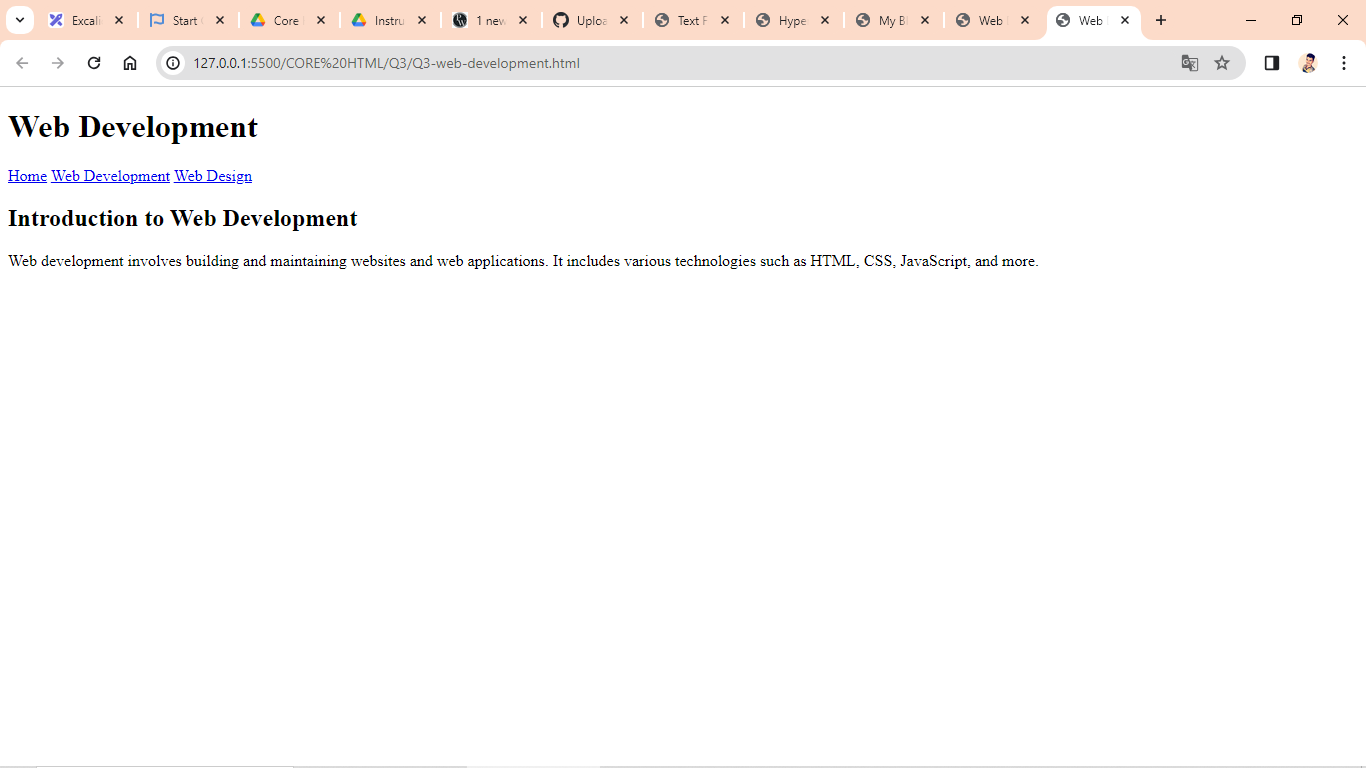 Excali Start Core Instru 1 new Uploa Text F Hype My Bl Web Web
127.0.0.1:5500/CORE%20HTML/Q3/Q3-web-development.html
Web Development
Home Web Development Web Design
Introduction to Web Development
Web development involves building and maintaining websites and web applications. It includes various technologies such as HTML, CSS, JavaScript, and more.